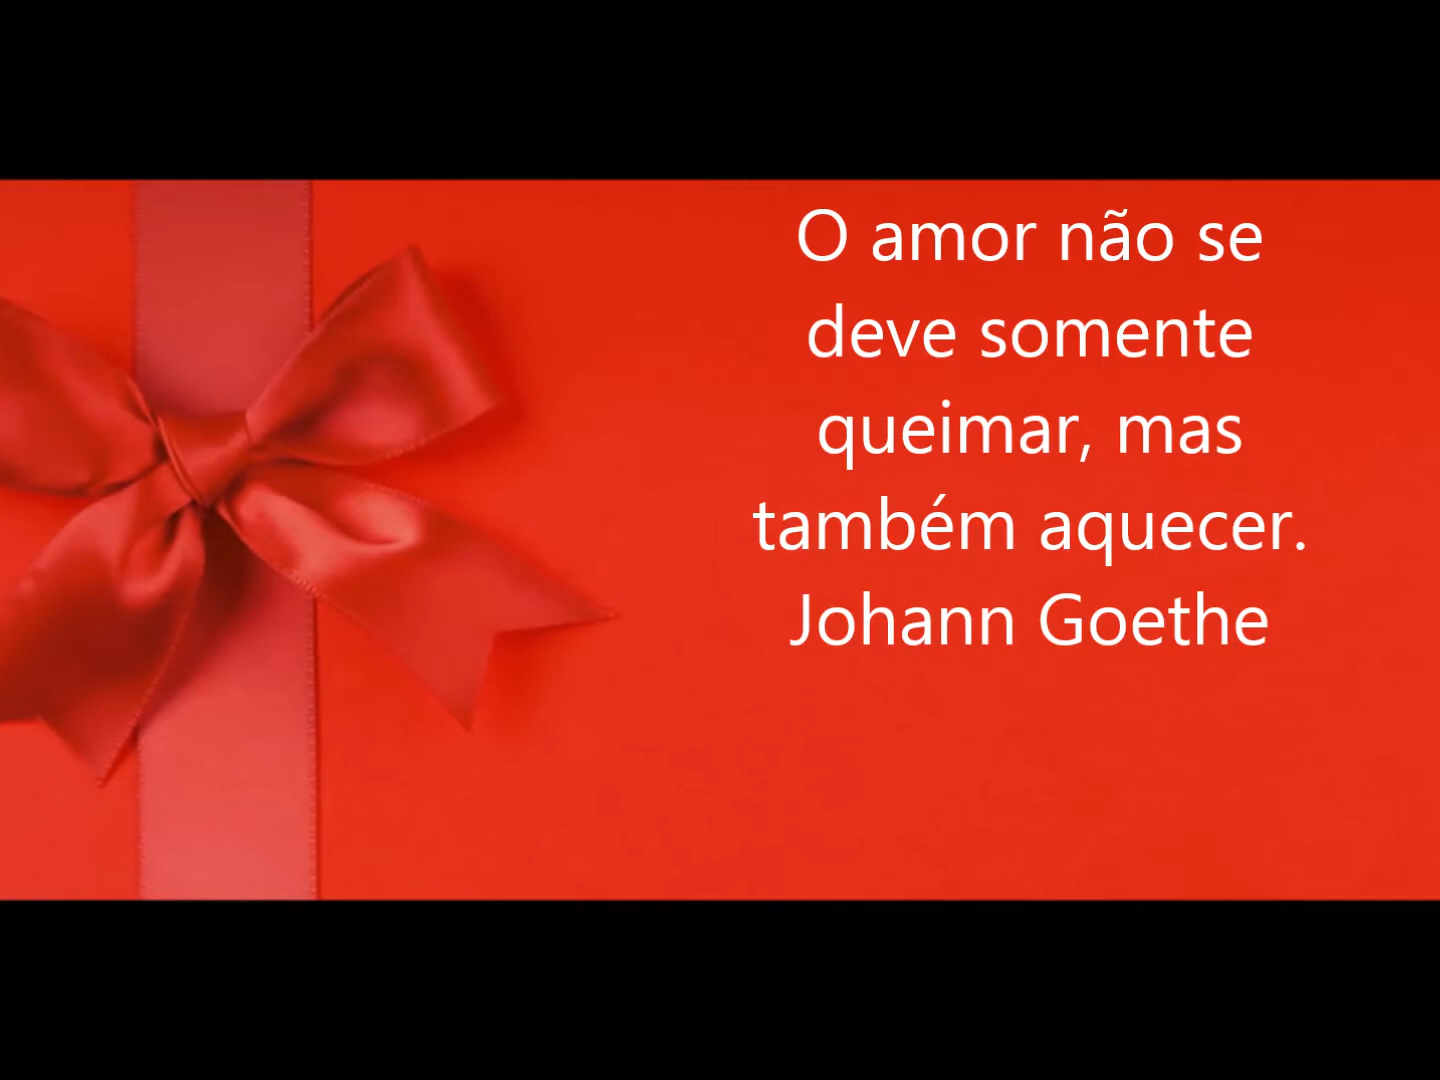 O amor não se
deve somente
queimar, mas
também aquecer.
Johann Goethe